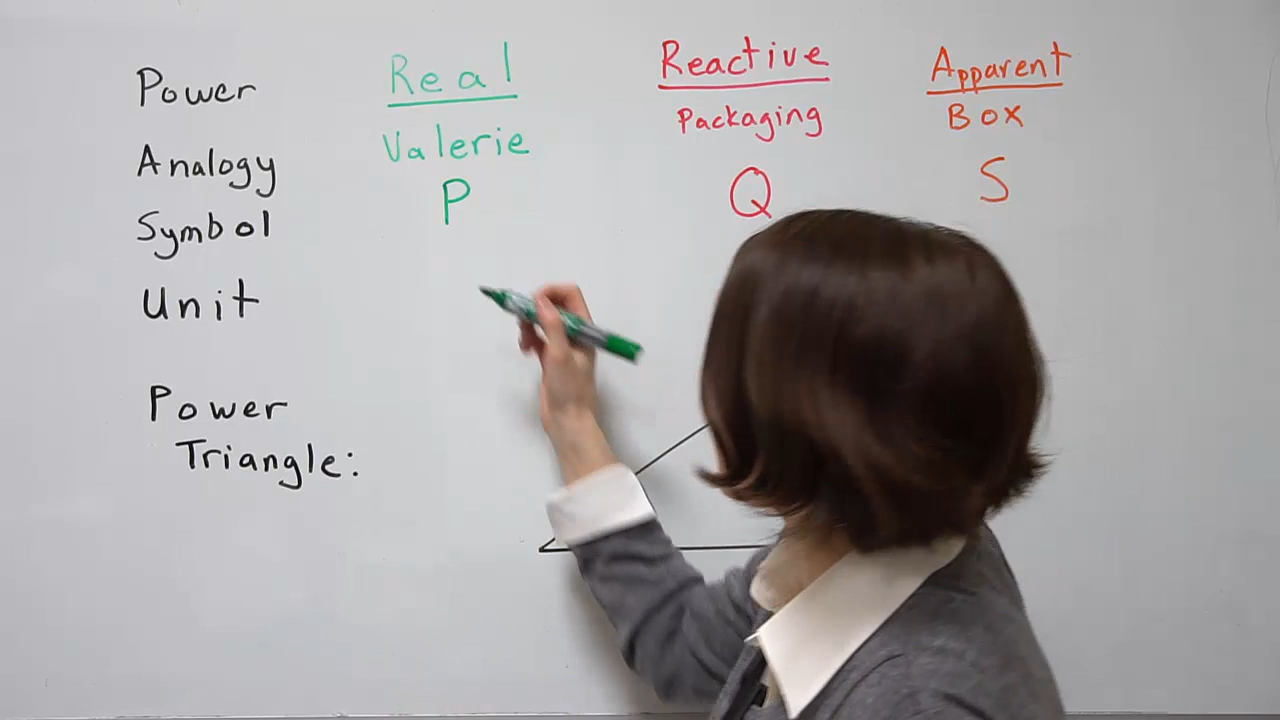 Power Real Reactive Apparent
Analogy Valerie Packaging Box
Symbol P Q S
Unit
Power
Triangle: